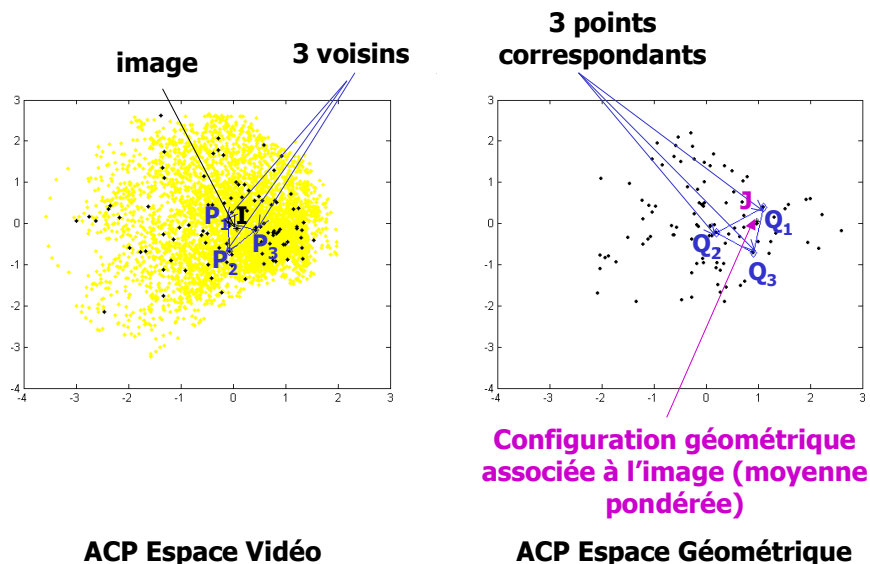 image
3 voisins
3 points
correspondants
3
2
1
0
-1
-2
-3
-4
-4
-3
-2
-1
0
1
2
3
P1
I
P2
P3
3
2
1
0
-1
-2
-3
-4
-4
-3
-2
-1
0
1
2
3
J
Q1
Q2
Q3
Configuration géométrique
associée à l'image (moyenne
pondérée)
ACP Espace Vidéo
ACP Espace Géométrique